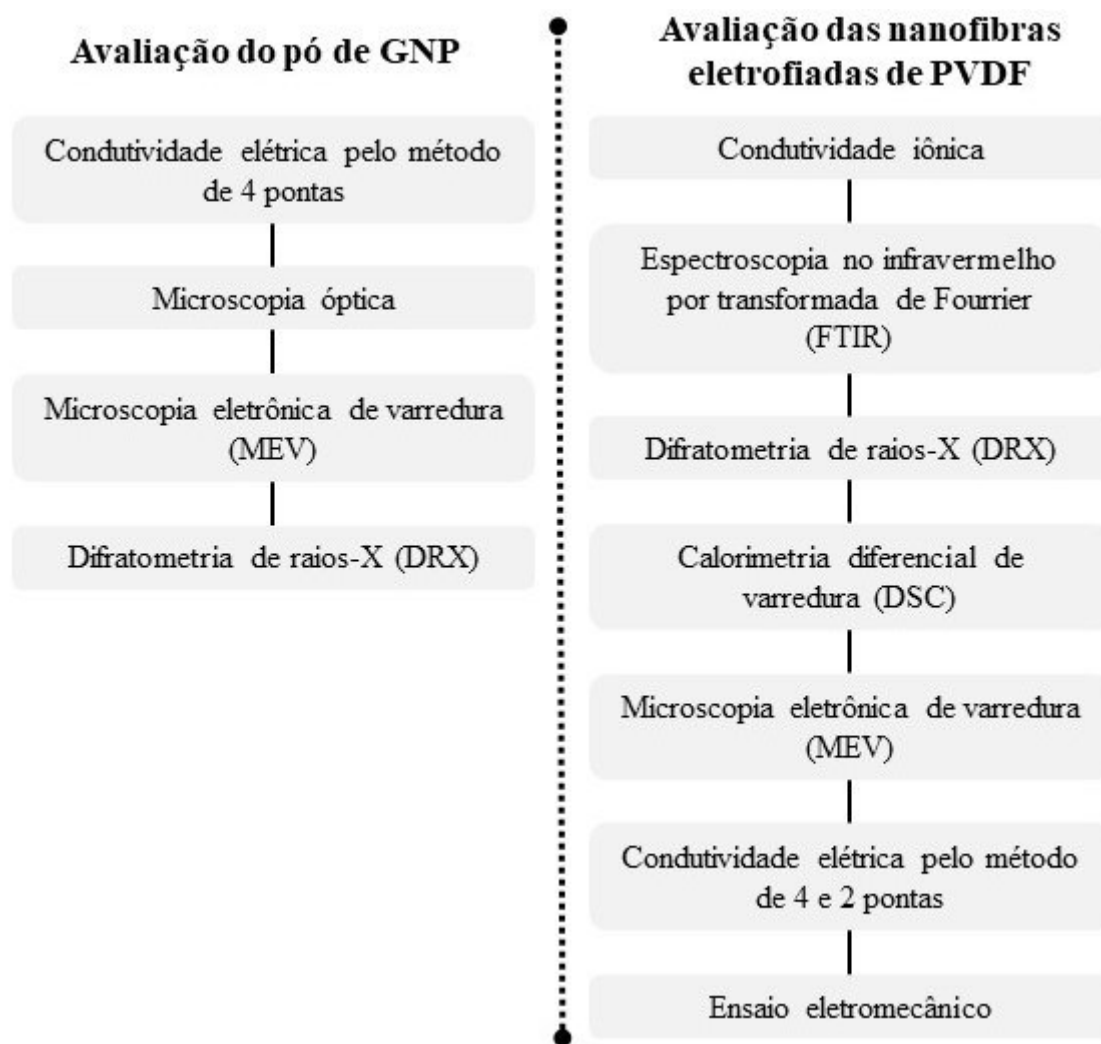 Avaliação do pó de GNP
Condutividade elétrica pelo método
de 4 pontas
Microscopia óptica
Microscopia eletrônica de varredura
(MEV)
Difratometria de raios-X (DRX)
Avaliação das nanofibras
eletrofiadas de PVDF
Condutividade iônica
Espectroscopia no infravermelho
por transformada de Fourrier
(FTIR)
Difratometria de raios-X (DRX)
Calorimetria diferencial de
varredura (DSC)
Microscopia eletrônica de varredura
(MEV)
Condutividade elétrica pelo método
de 4 e 2 pontas
Ensaio eletromecânico